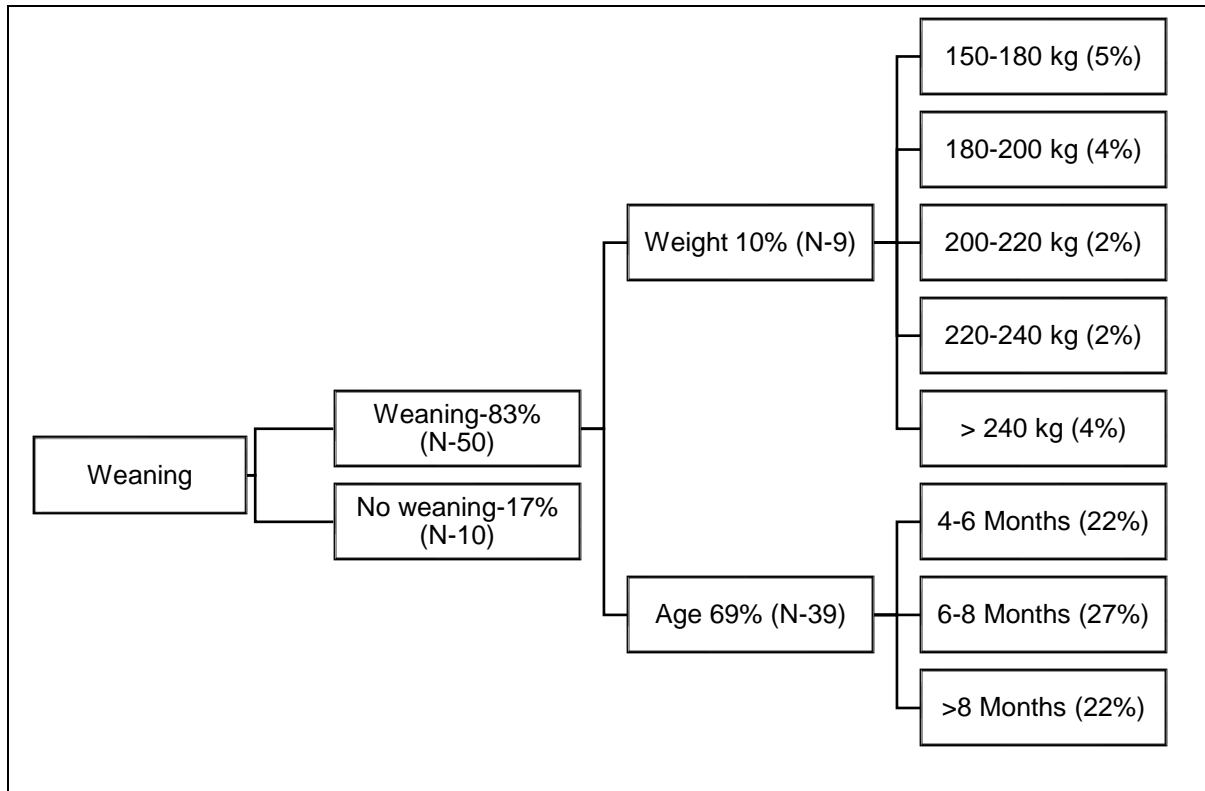 Weaning
Weaning-83%
(N-50)
No weaning-17%
(N-10)
Weight 10% (N-9)
Age 69% (N-39)
150-180 kg (5%)
180-200 kg (4%)
200-220 kg (2%)
220-240 kg (2%)
> 240 kg (4%)
4-6 Months (22%)
6-8 Months (27%)
>8 Months (22%)